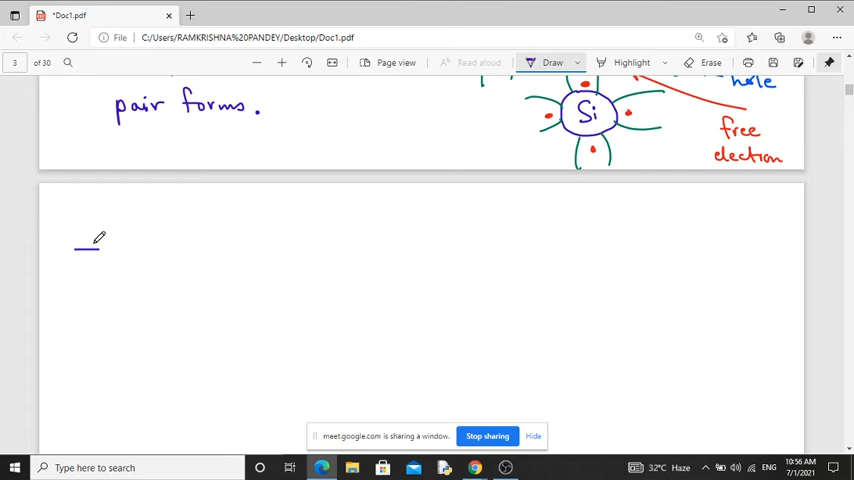 *Doc1.pdf
File C:/Users/RAMKRISHNA%20PANDEY/Desktop/Doc1.pdf
3 of 30 Page view Read aloud Draw Highlight Erase
hole
pair forms.
Si
free
election
meet.google.com is sharing a window. Stop sharing Hide
Type here to search
32°C Haze ENG 10:56 AM
7/1/2021